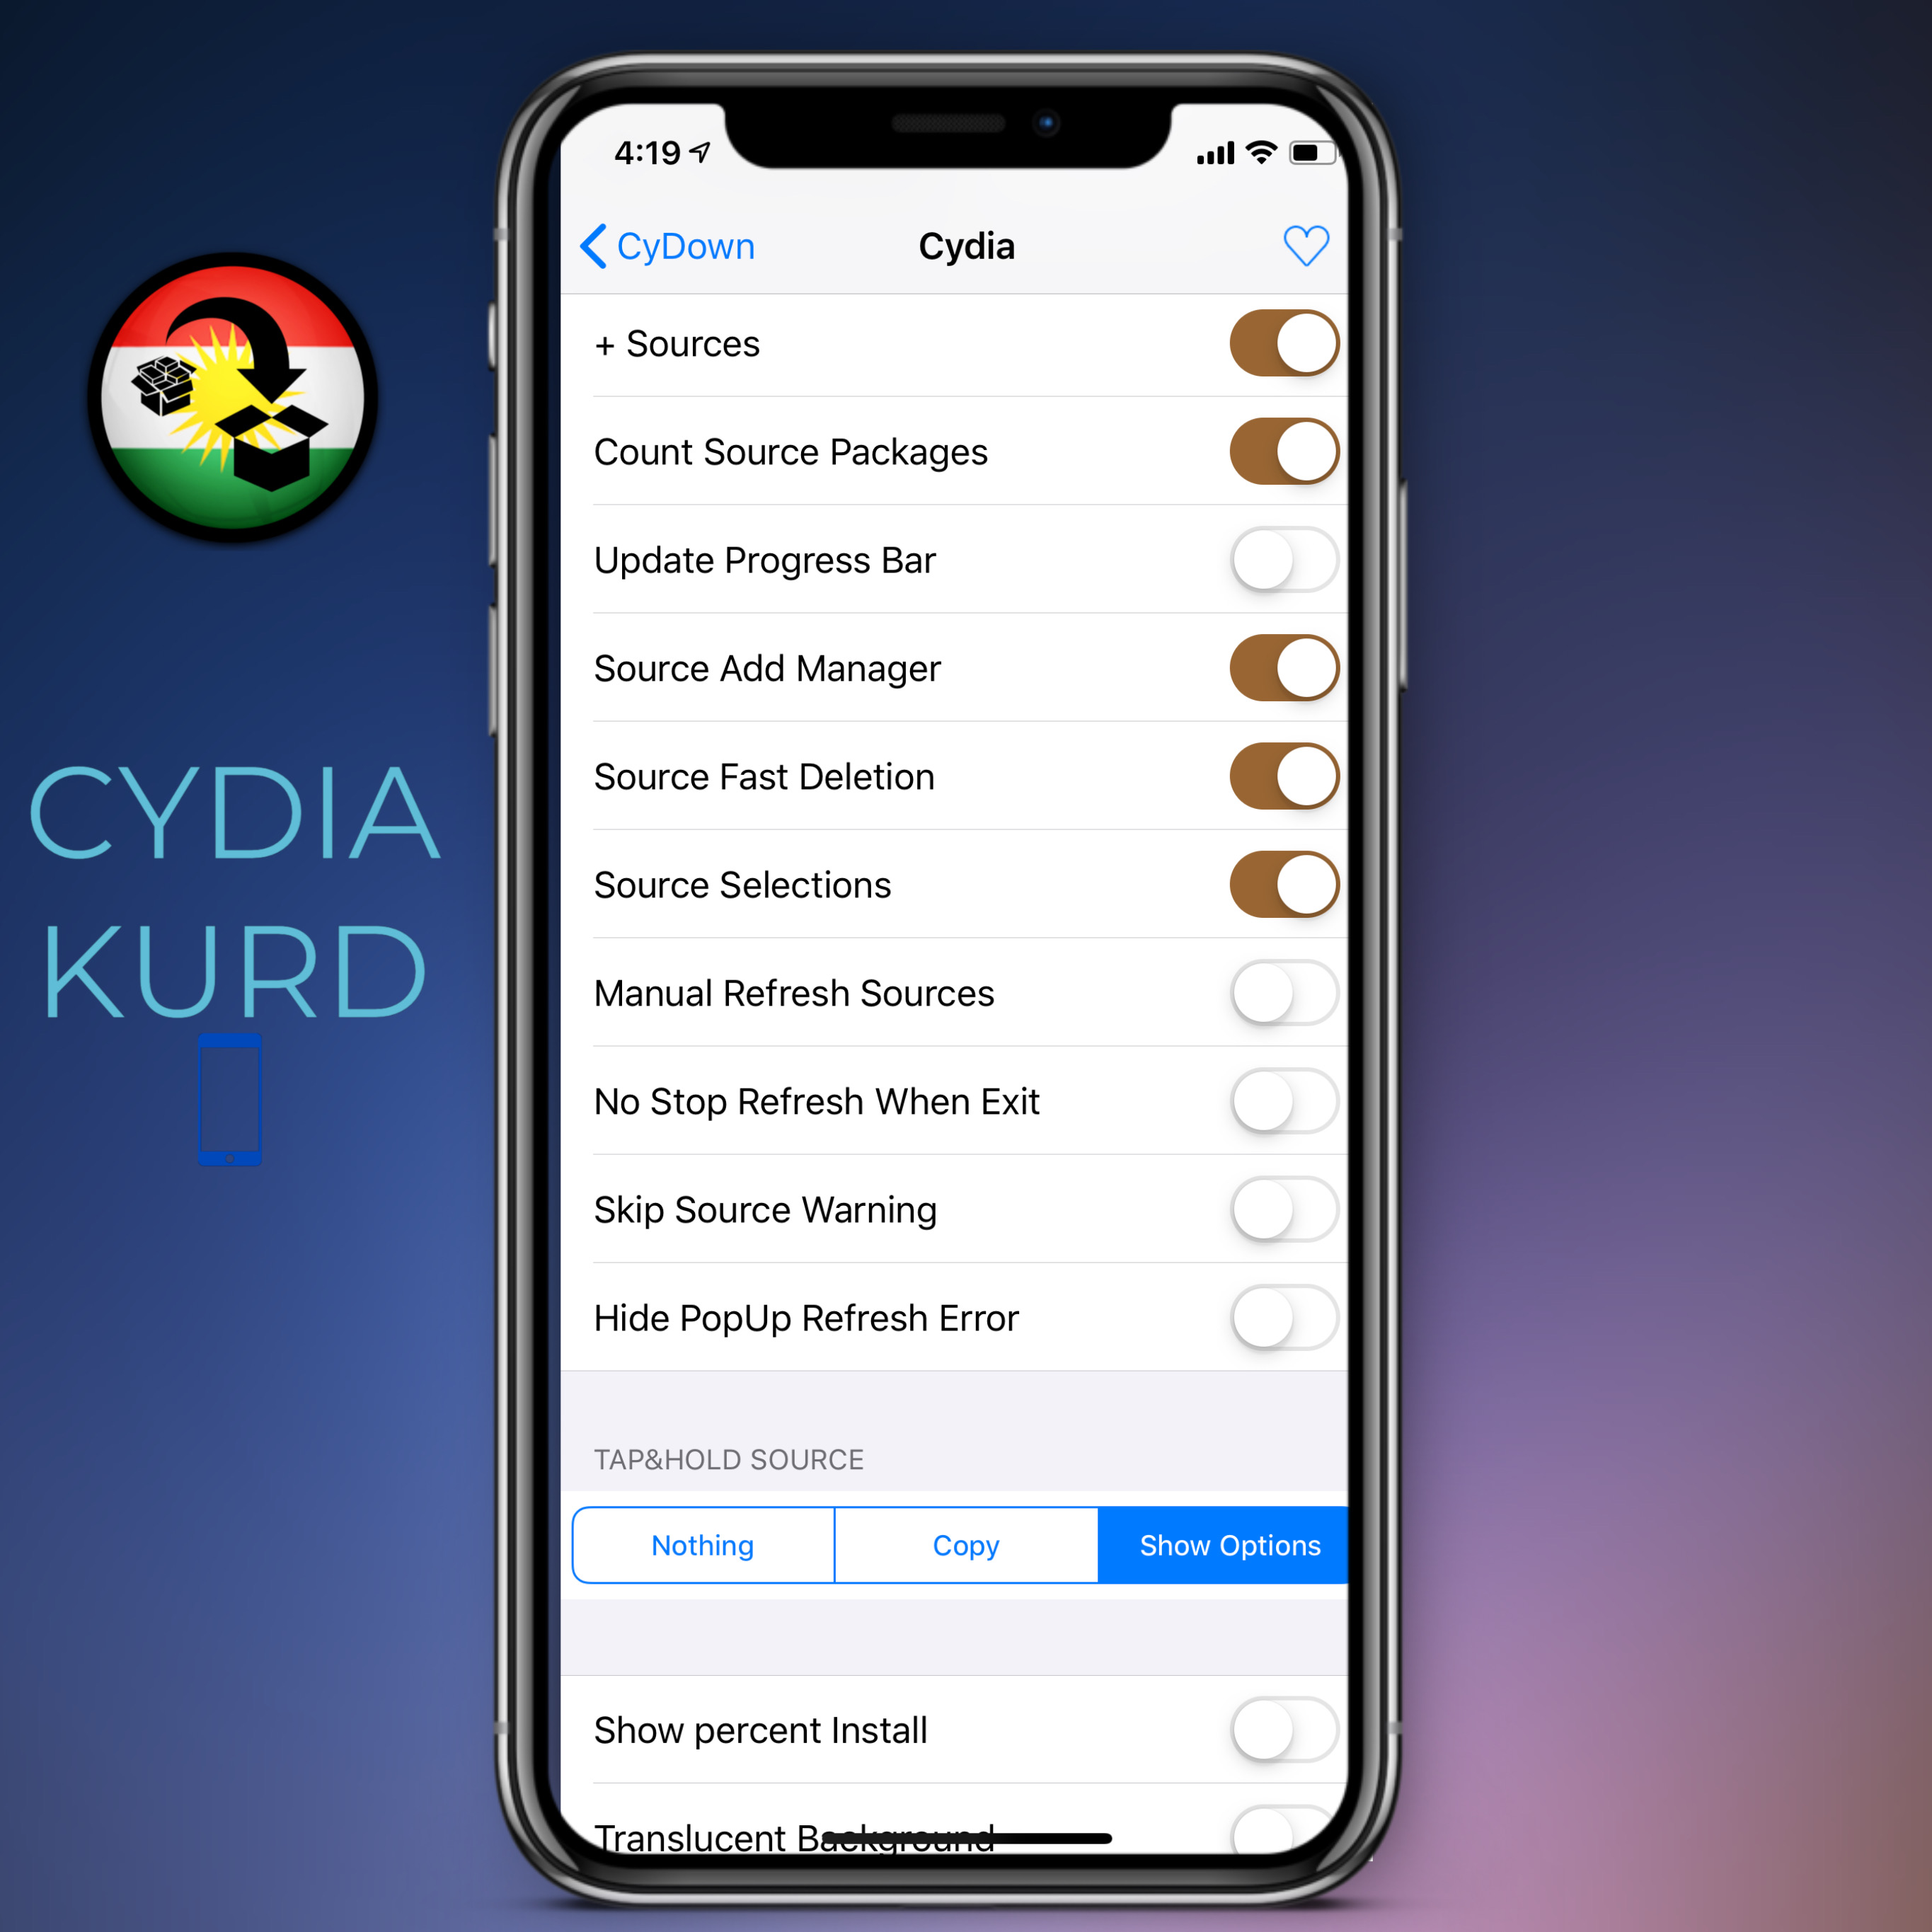 4:19
CyDown
Cydia
+ Sources
Count Source Packages
Update Progress Bar
Source Add Manager
Source Fast Deletion
Source Selections
Manual Refresh Sources
No Stop Refresh When Exit
Skip Source Warning
Hide PopUp Refresh Error
TAP&HOLD SOURCE
Nothing
Copy
Show Options
Show percent Install
Translucent Background
CYDIA
KURD